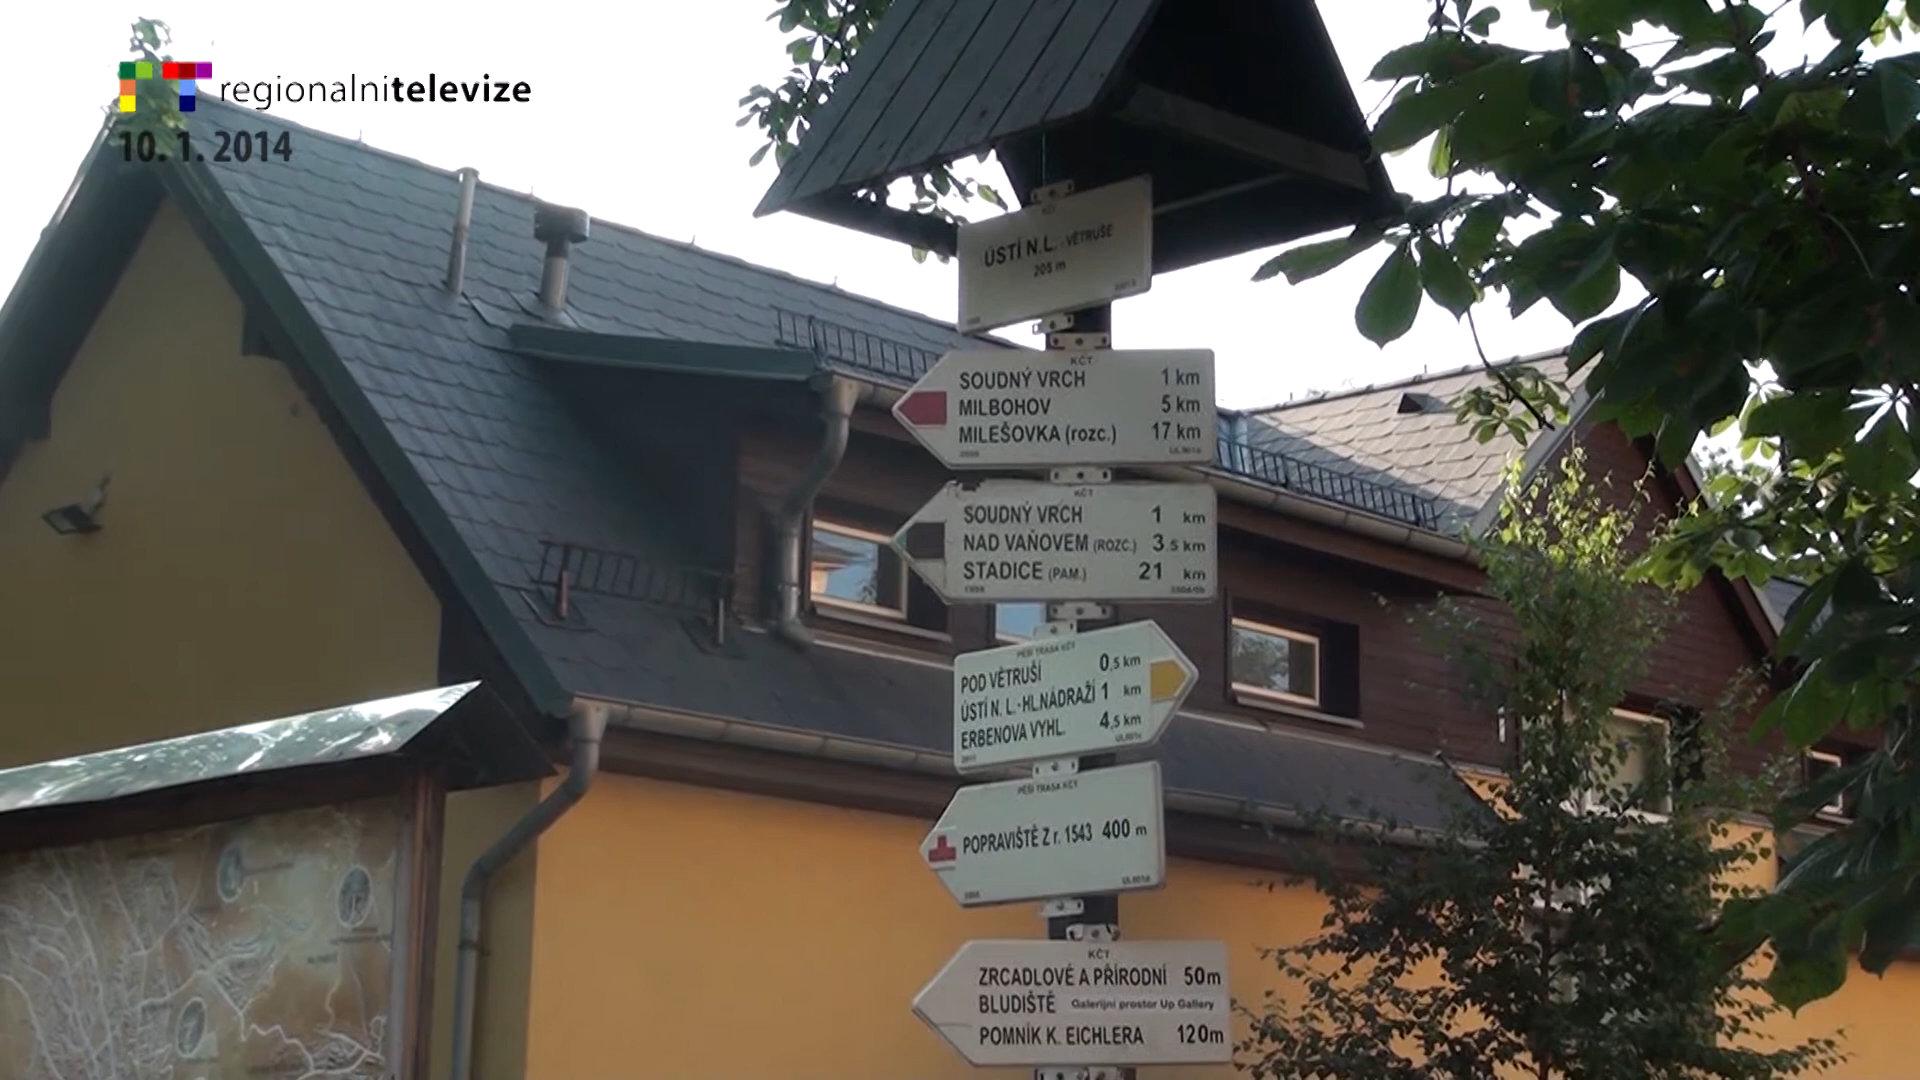 regionalnitelevize
10. 1. 2014
KČT
ÚSTÍ N.L. - VĚTRUŠE
205 m
KČT
SOUDNÝ VRCH 1 km
MILBOHOV 5 km
MILEŠOVKA (rozc.) 17 km
KČT
SOUDNÝ VRCH 1 km
NAD VAŇOVEM (ROZC.) 3,5 km
STADICE (PAM.) 21 km
PĚŠÍ TRASA KČT
POD VĚTRUŠÍ 0,5 km
ÚSTÍ N. L.-HL.NÁDRAŽÍ 1 km
ERBENOVA VYHL. 4,5 km
PĚŠÍ TRASA KČT
POPRAVIŠTĚ Z r. 1543 400 m
KČT
ZRCADLOVÉ A PŘÍRODNÍ 50m
BLUDIŠTĚ Galerijní prostor Up Gallery
POMNÍK K. EICHLERA 120m